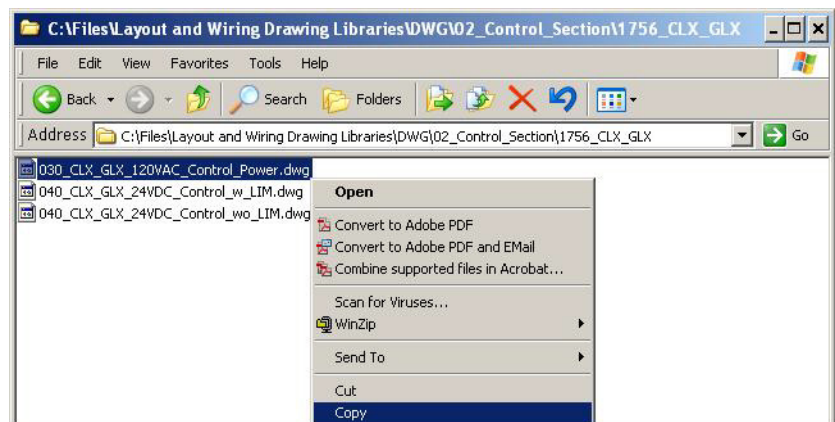 C:\Files\Layout and Wiring Drawing Libraries\DWG\02_Control_Section\1756_CLX_GLX
File Edit View Favorites Tools Help
Back Search Folders
Address C:\Files\Layout and Wiring Drawing Libraries\DWG\02_Control_Section\1756_CLX_GLX Go
030_CLX_GLX_120VAC_Control_Power.dwg
040_CLX_GLX_24VDC_Control_w_LIM.dwg
040_CLX_GLX_24VDC_Control_wo_LIM.dwg
Open
Convert to Adobe PDF
Convert to Adobe PDF and EMail
Combine supported files in Acrobat...
Scan for Viruses...
WinZip
Send To
Cut
Copy